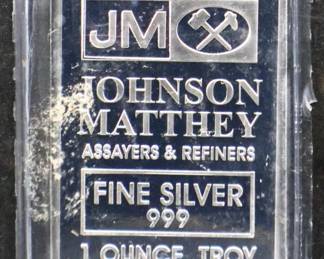 JM
JOHNSON
MATTHEY
ASSAYERS & REFINERS
FINE SILVER
999
1 OUNCE TROY